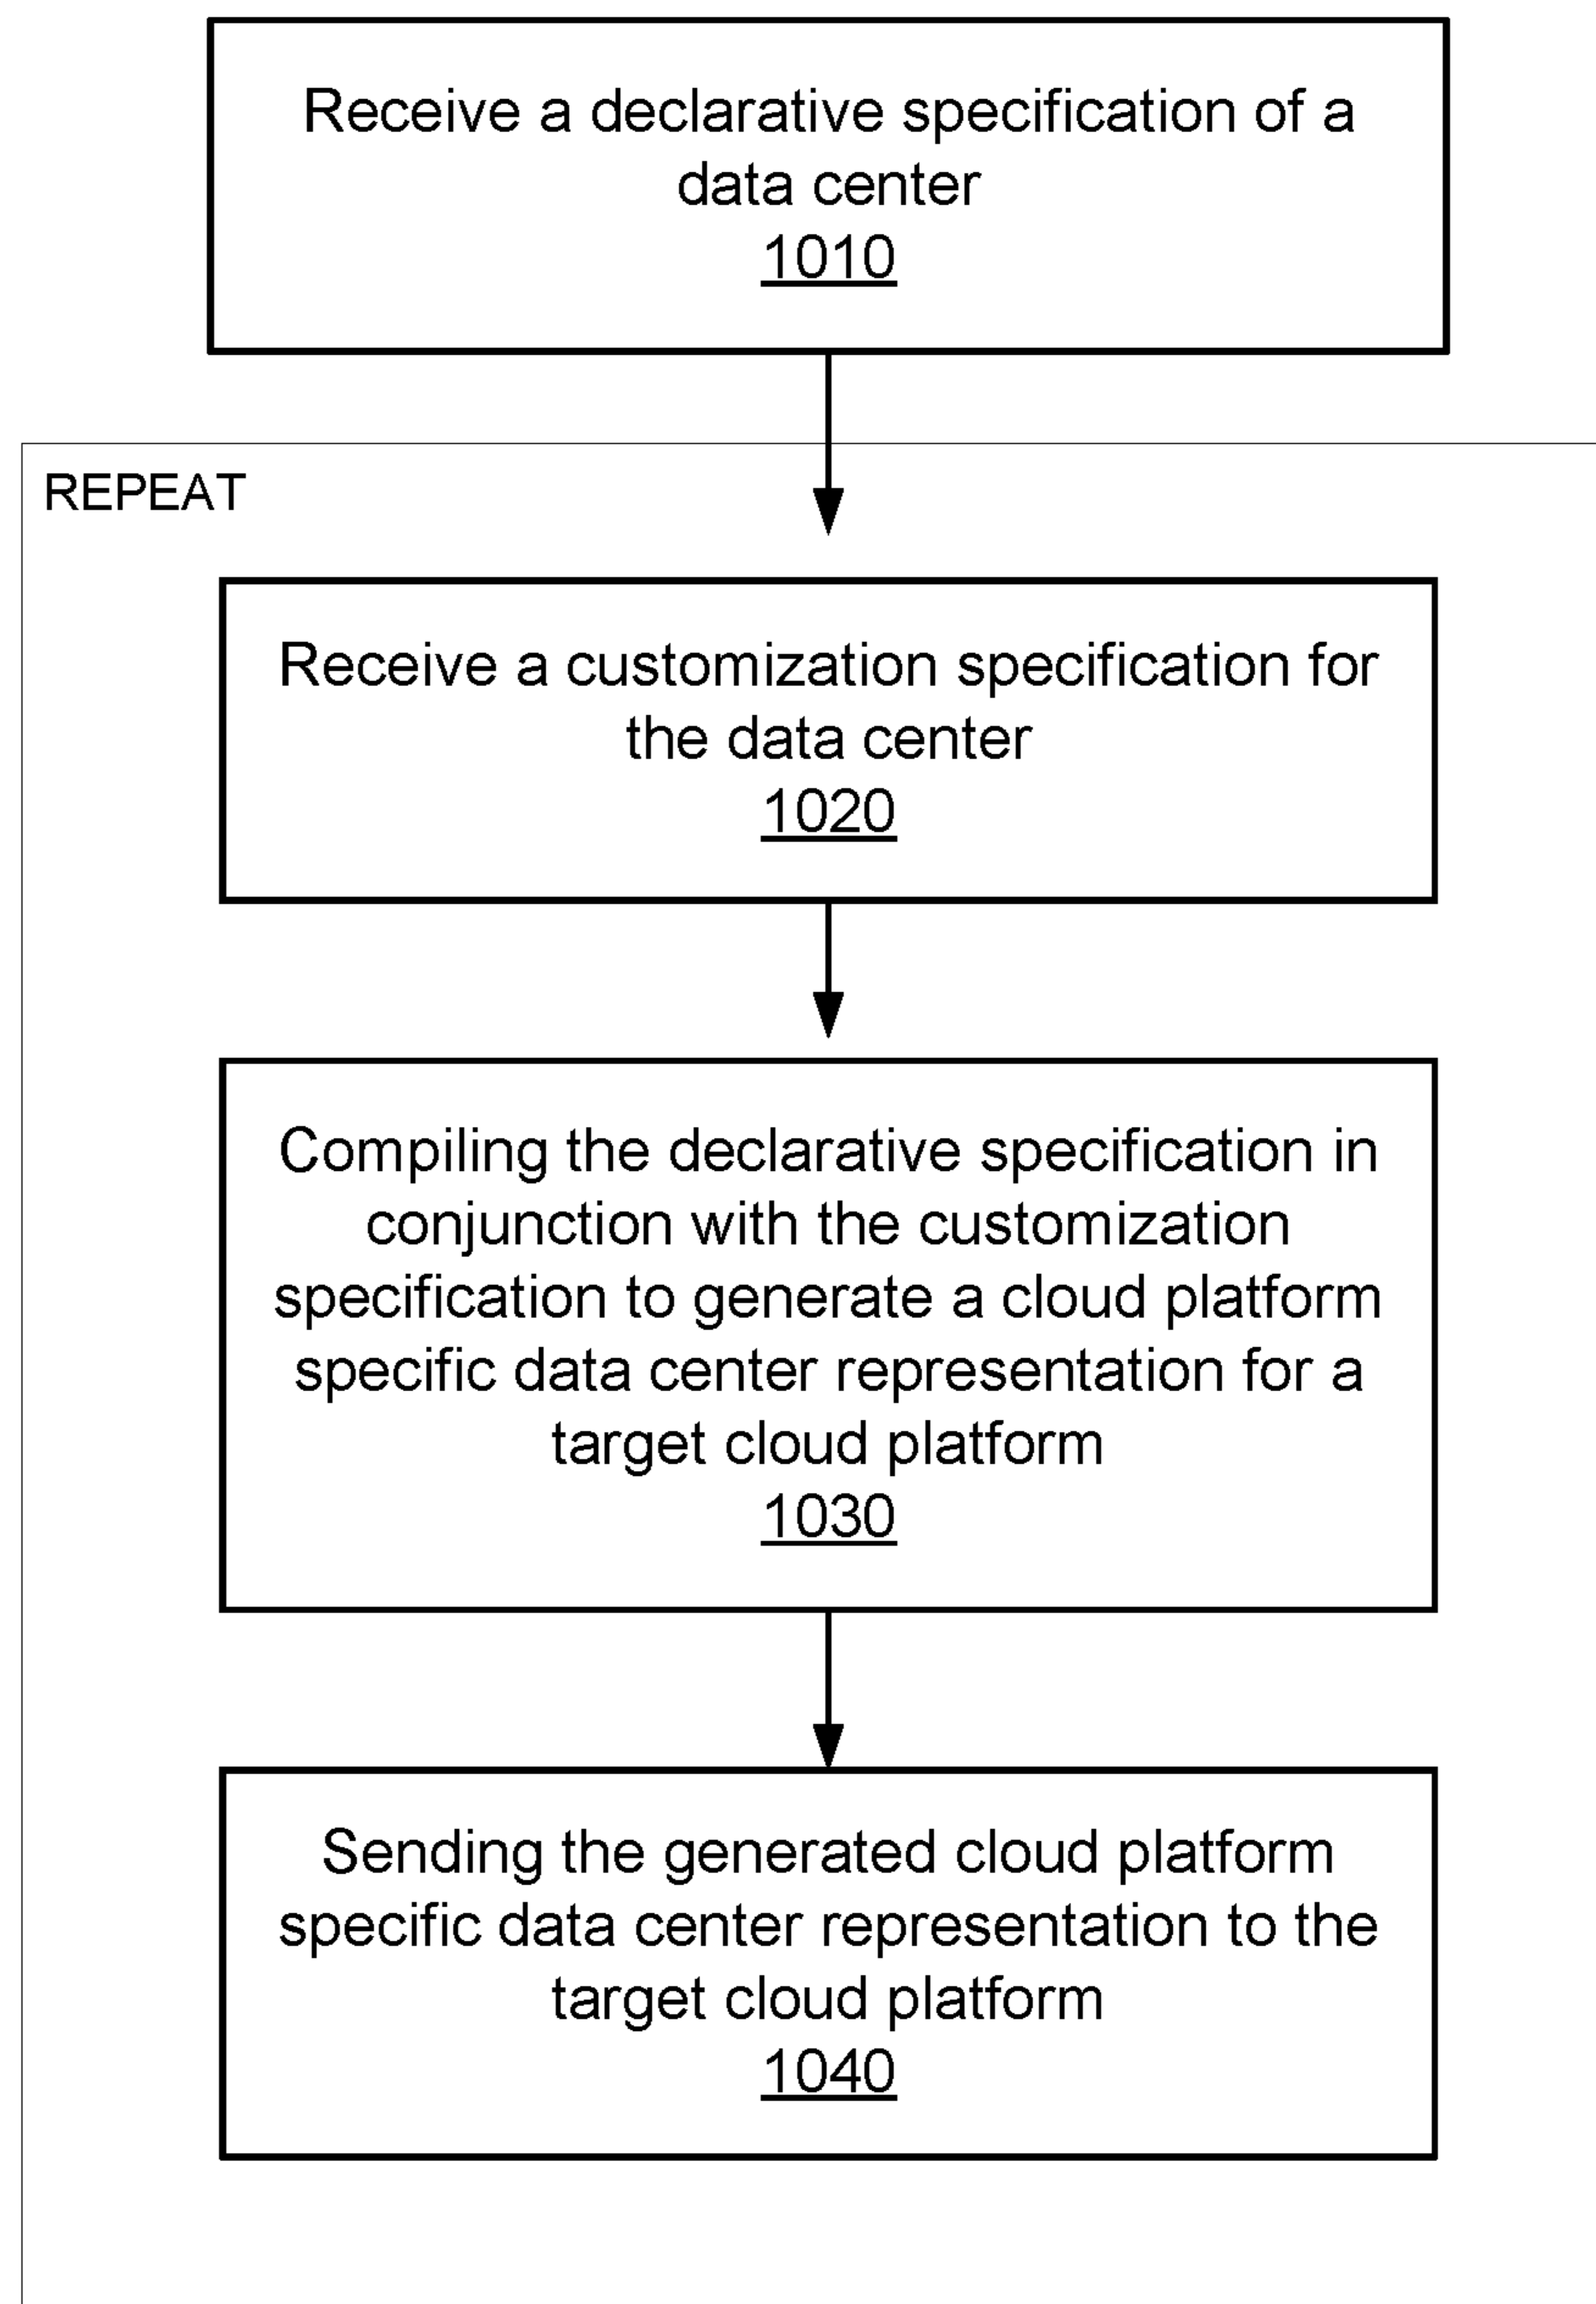 Receive a declarative specification of a
data center
1010
REPEAT
Receive a customization specification for
the data center
1020
Compiling the declarative specification in
conjunction with the customization
specification to generate a cloud platform
specific data center representation for a
target cloud platform
1030
Sending the generated cloud platform
specific data center representation to the
target cloud platform
1040